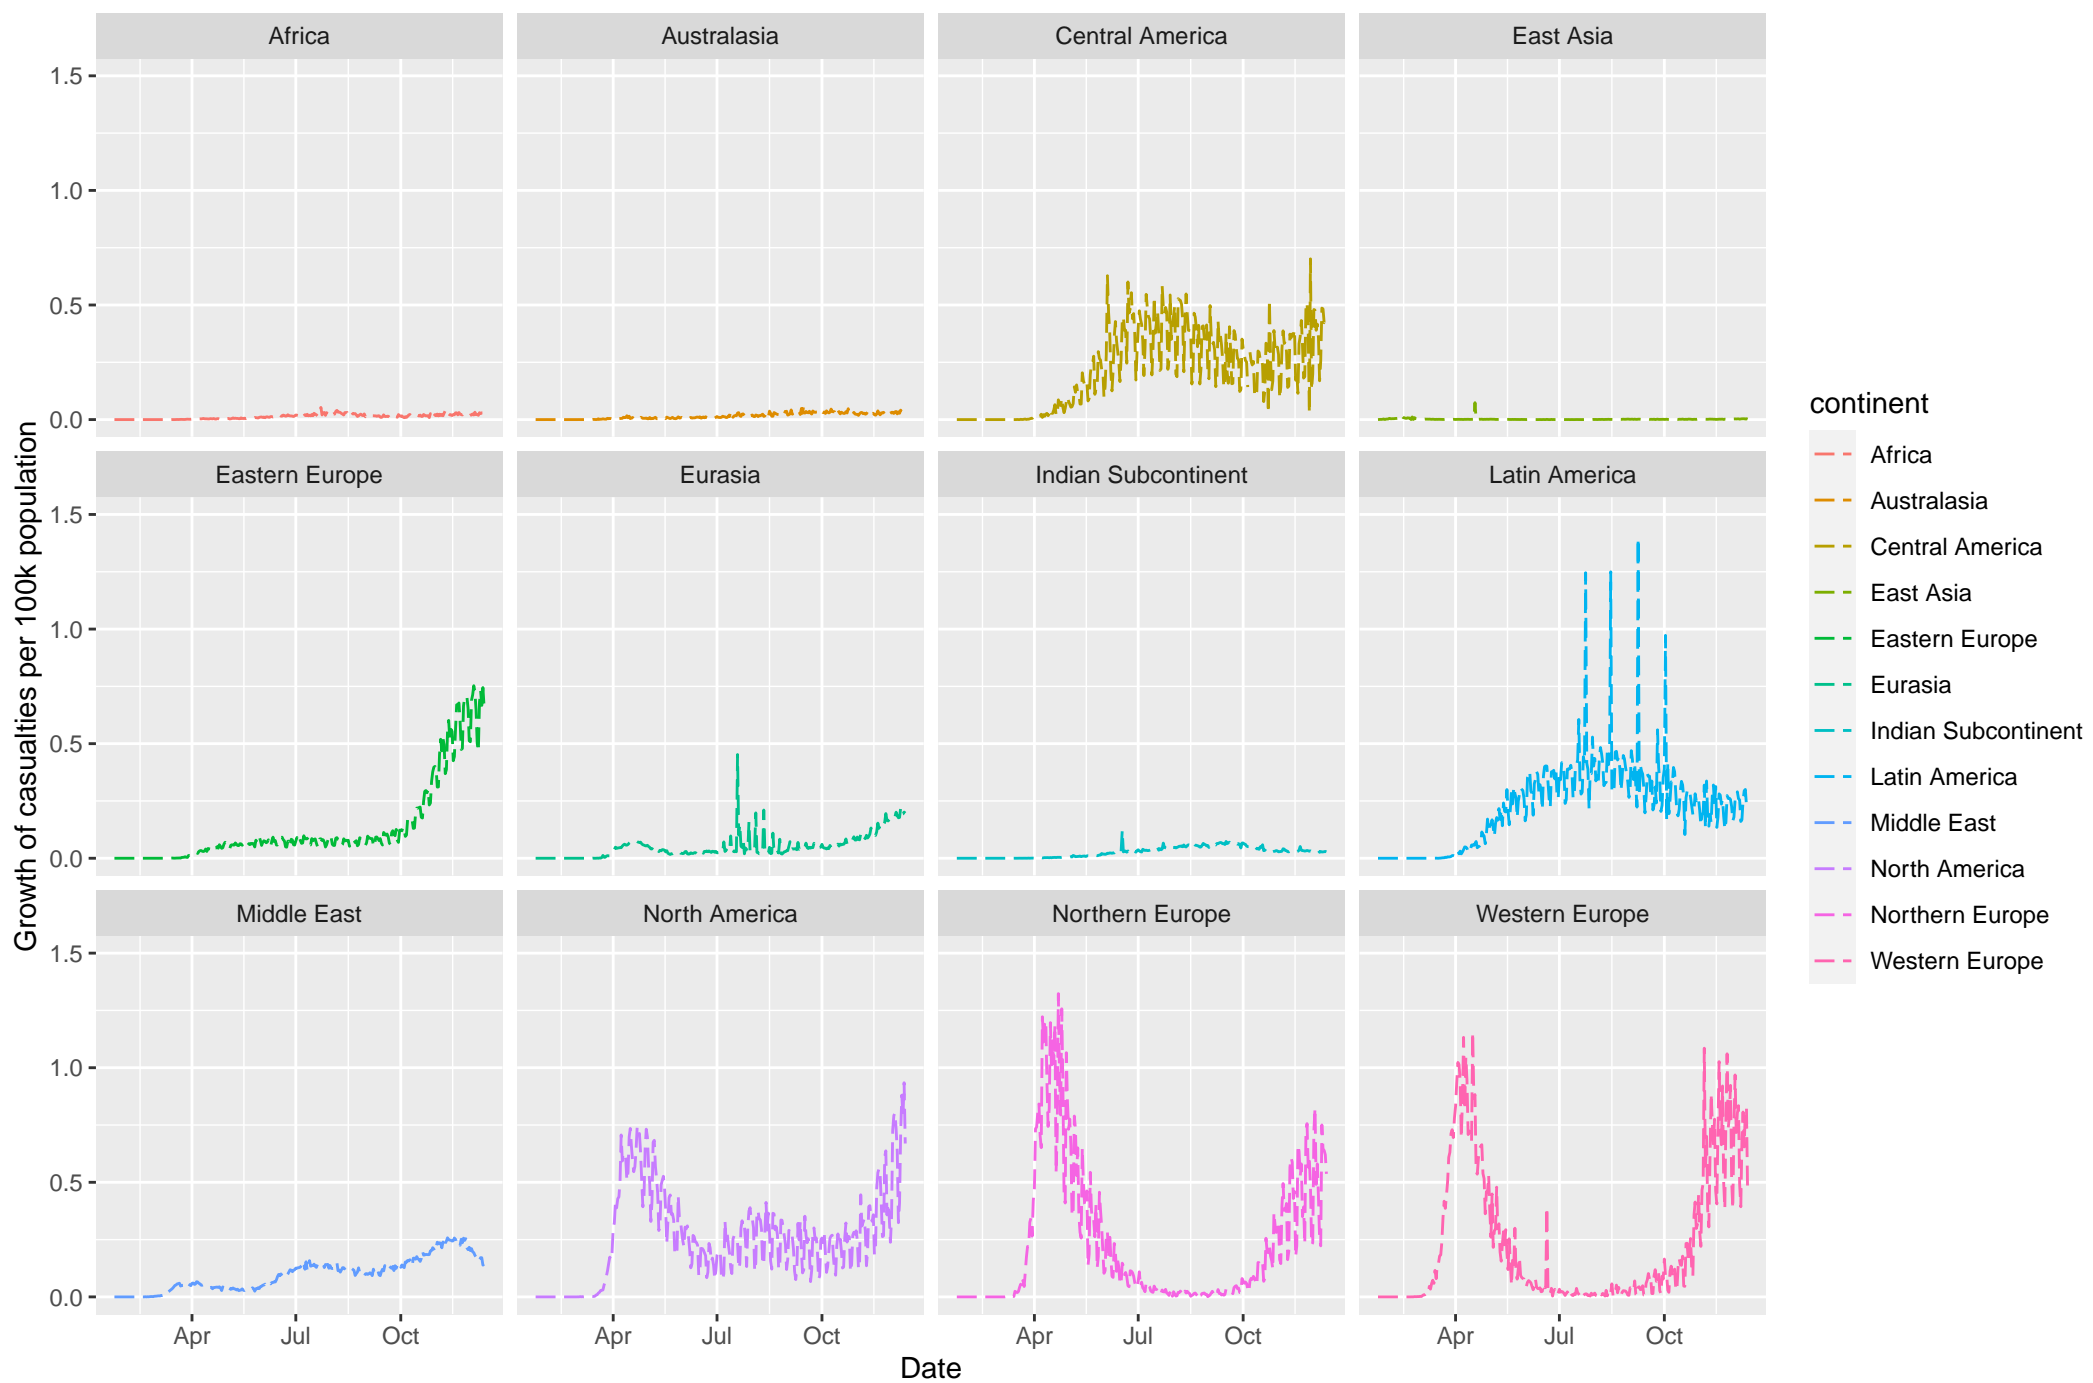 Africa
Australasia
Central America
East Asia
1.5
1.0
0.5
0.0
Eastern Europe
Eurasia
Indian Subcontinent
Latin America
1.5
1.0
0.5
0.0
Middle East
North America
Northern Europe
Western Europe
1.5
1.0
0.5
0.0
Apr Jul Oct
Apr Jul Oct
Apr Jul Oct
Apr Jul Oct
Date
Growth of casualties per 100k population
continent
Africa
Australasia
Central America
East Asia
Eastern Europe
Eurasia
Indian Subcontinent
Latin America
Middle East
North America
Northern Europe
Western Europe